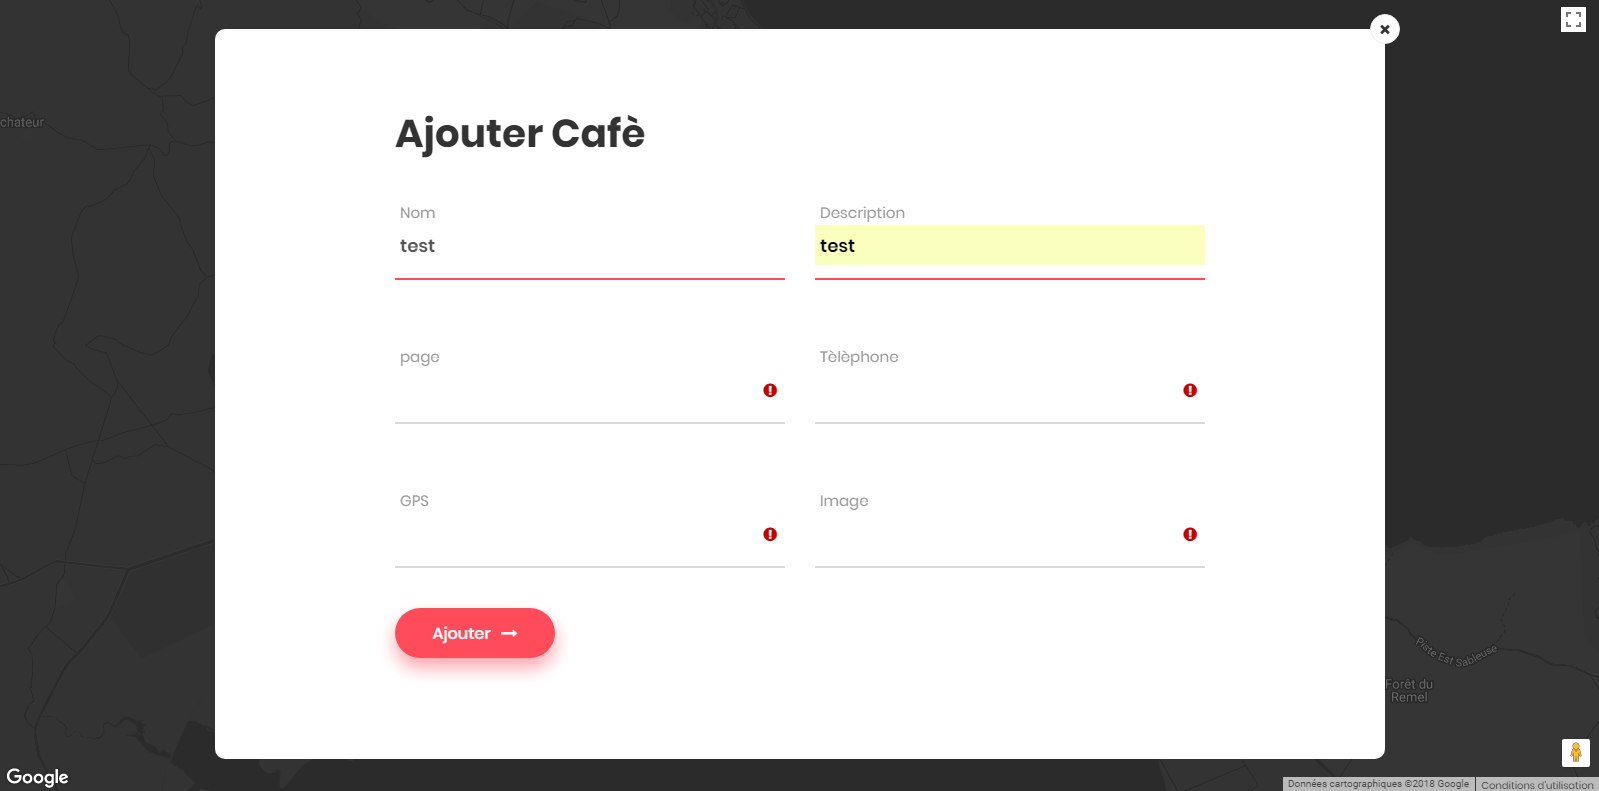 chateur
Ajouter Cafè
Nom
Description
test
test
page
Tèlèphone
GPS
Image
Ajouter
Piste Est Sableuse
Forêt du
Remel
Google
Données cartographiques ©2018 Google
Conditions d'utilisation